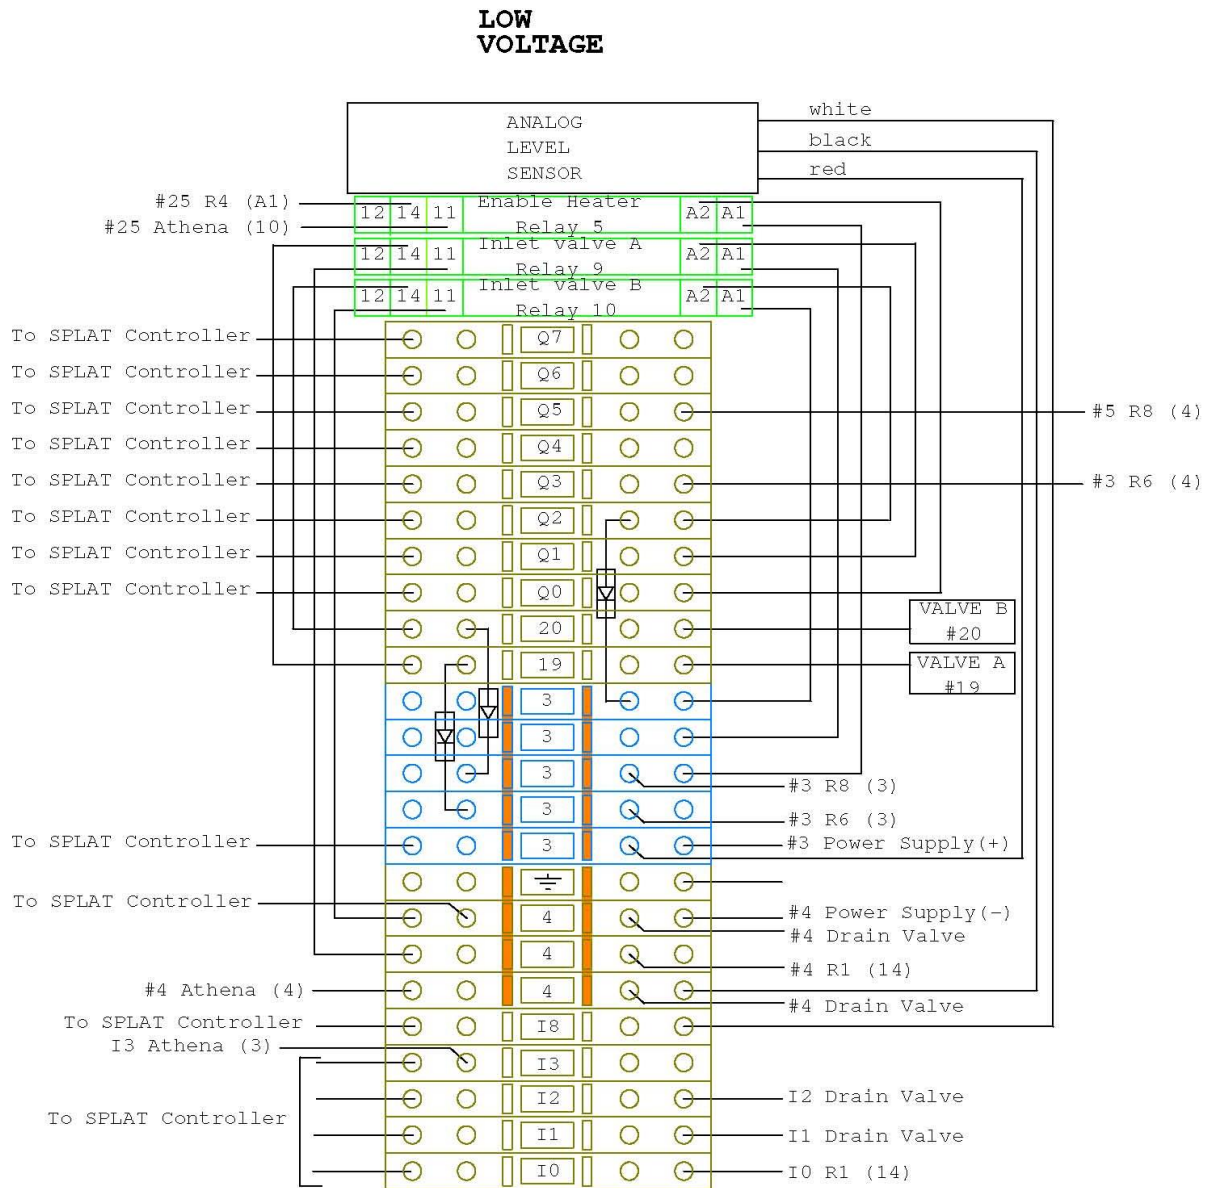 LOW
VOLTAGE
ANALOG
LEVEL
SENSOR
white
black
red
#25 R4 (A1)
#25 Athena (10)
12 14 11 Enable Heater A2 A1
Relay 5
12 14 11 Inlet valve A A2 A1
Relay 9
12 14 11 Inlet valve B A2 A1
Relay 10
To SPLAT Controller Q7
To SPLAT Controller Q6
To SPLAT Controller Q5 #5 R8 (4)
To SPLAT Controller Q4
To SPLAT Controller Q3 #3 R6 (4)
To SPLAT Controller Q2
To SPLAT Controller Q1
To SPLAT Controller Q0
VALVE B
20 #20
19 VALVE A
#19
3
3
3 #3 R8 (3)
3 #3 R6 (3)
To SPLAT Controller 3 #3 Power Supply(+)
To SPLAT Controller 4 #4 Power Supply(-)
#4 Drain Valve
4 #4 R1 (14)
#4 Athena (4) 4 #4 Drain Valve
To SPLAT Controller I8
I3 Athena (3) I3
I2 I2 Drain Valve
To SPLAT Controller
I1 I1 Drain Valve
I0 I0 R1 (14)